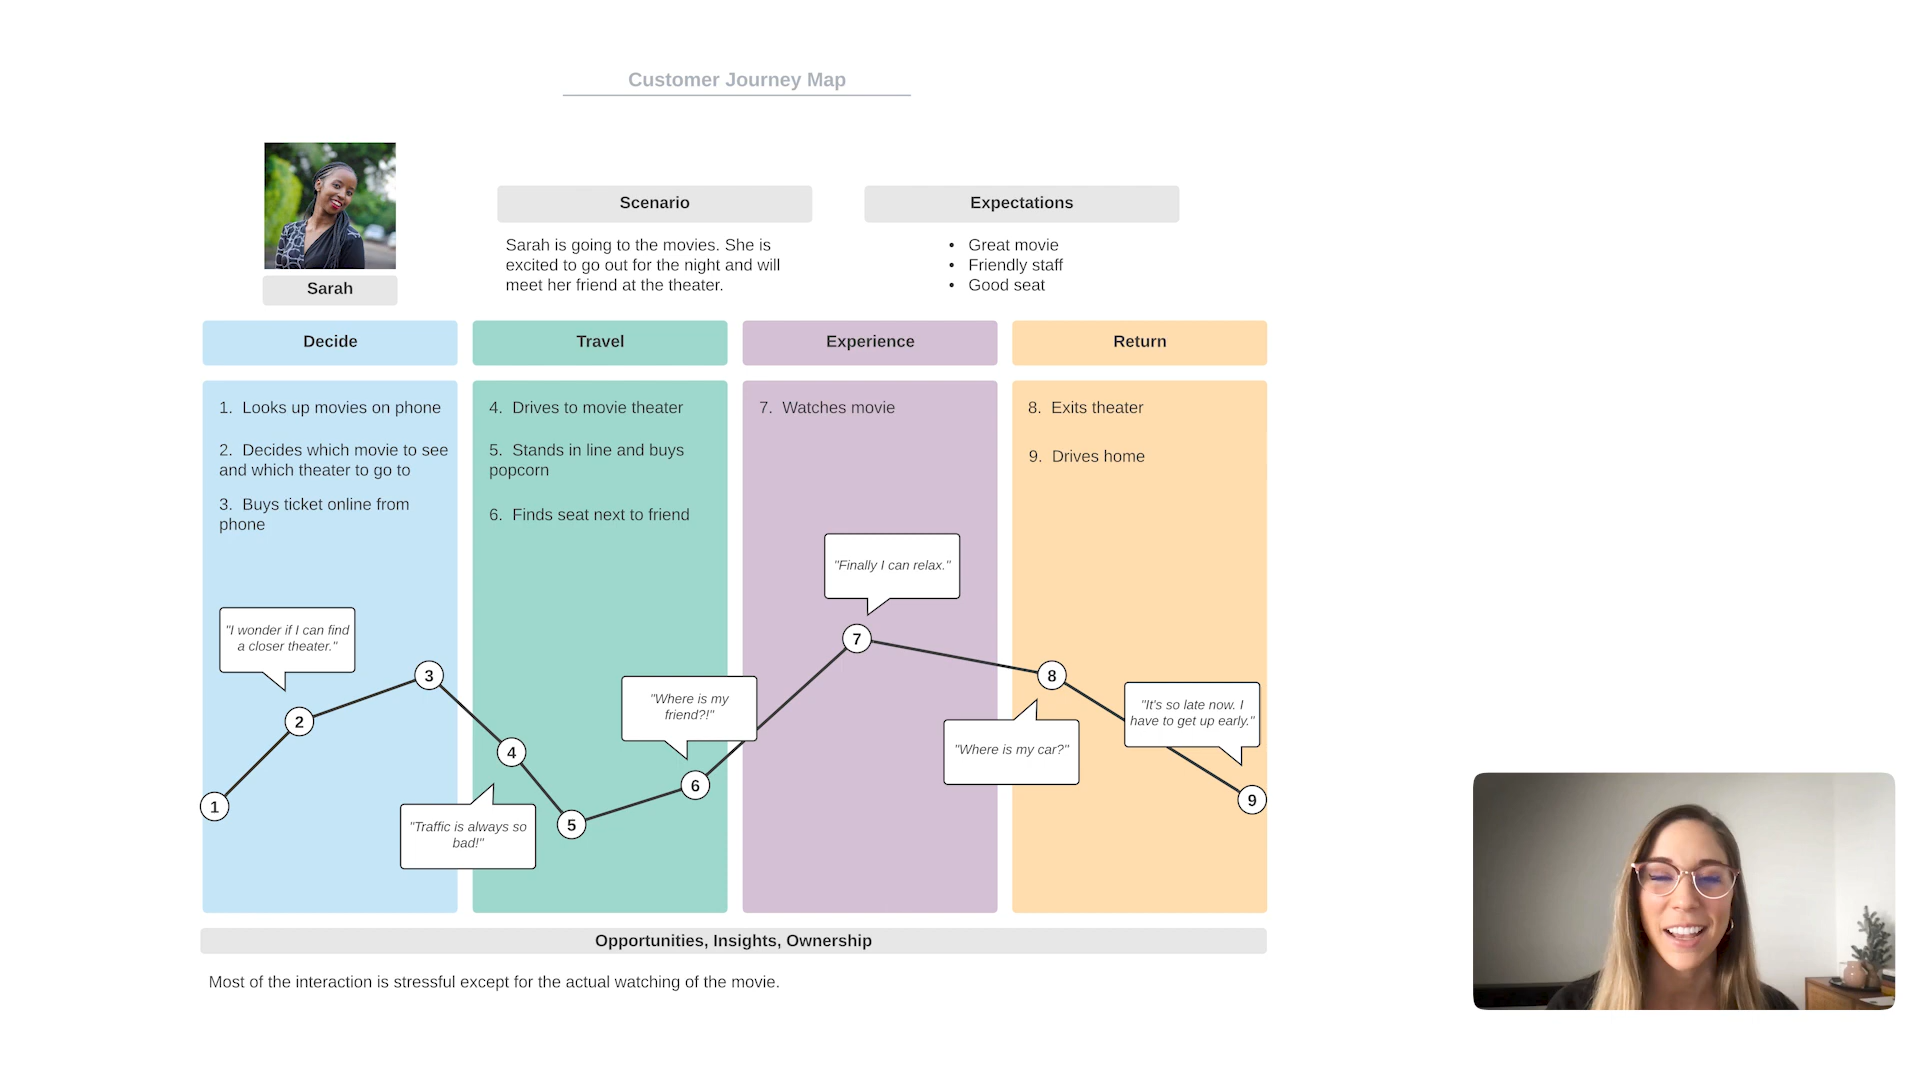 Customer Journey Map
Sarah
Scenario
Sarah is going to the movies. She is
excited to go out for the night and will
meet her friend at the theater.
Expectations
• Great movie
• Friendly staff
• Good seat
Decide
1. Looks up movies on phone
2. Decides which movie to see
and which theater to go to
3. Buys ticket online from
phone
Travel
4. Drives to movie theater
5. Stands in line and buys
popcorn
6. Finds seat next to friend
Experience
7. Watches movie
Return
8. Exits theater
9. Drives home
"I wonder if I can find
a closer theater."
"Traffic is always so
bad!"
"Where is my
friend?!"
"Finally I can relax."
"Where is my car?"
"It's so late now. I
have to get up early."
1
2
3
4
5
6
7
8
9
Opportunities, Insights, Ownership
Most of the interaction is stressful except for the actual watching of the movie.